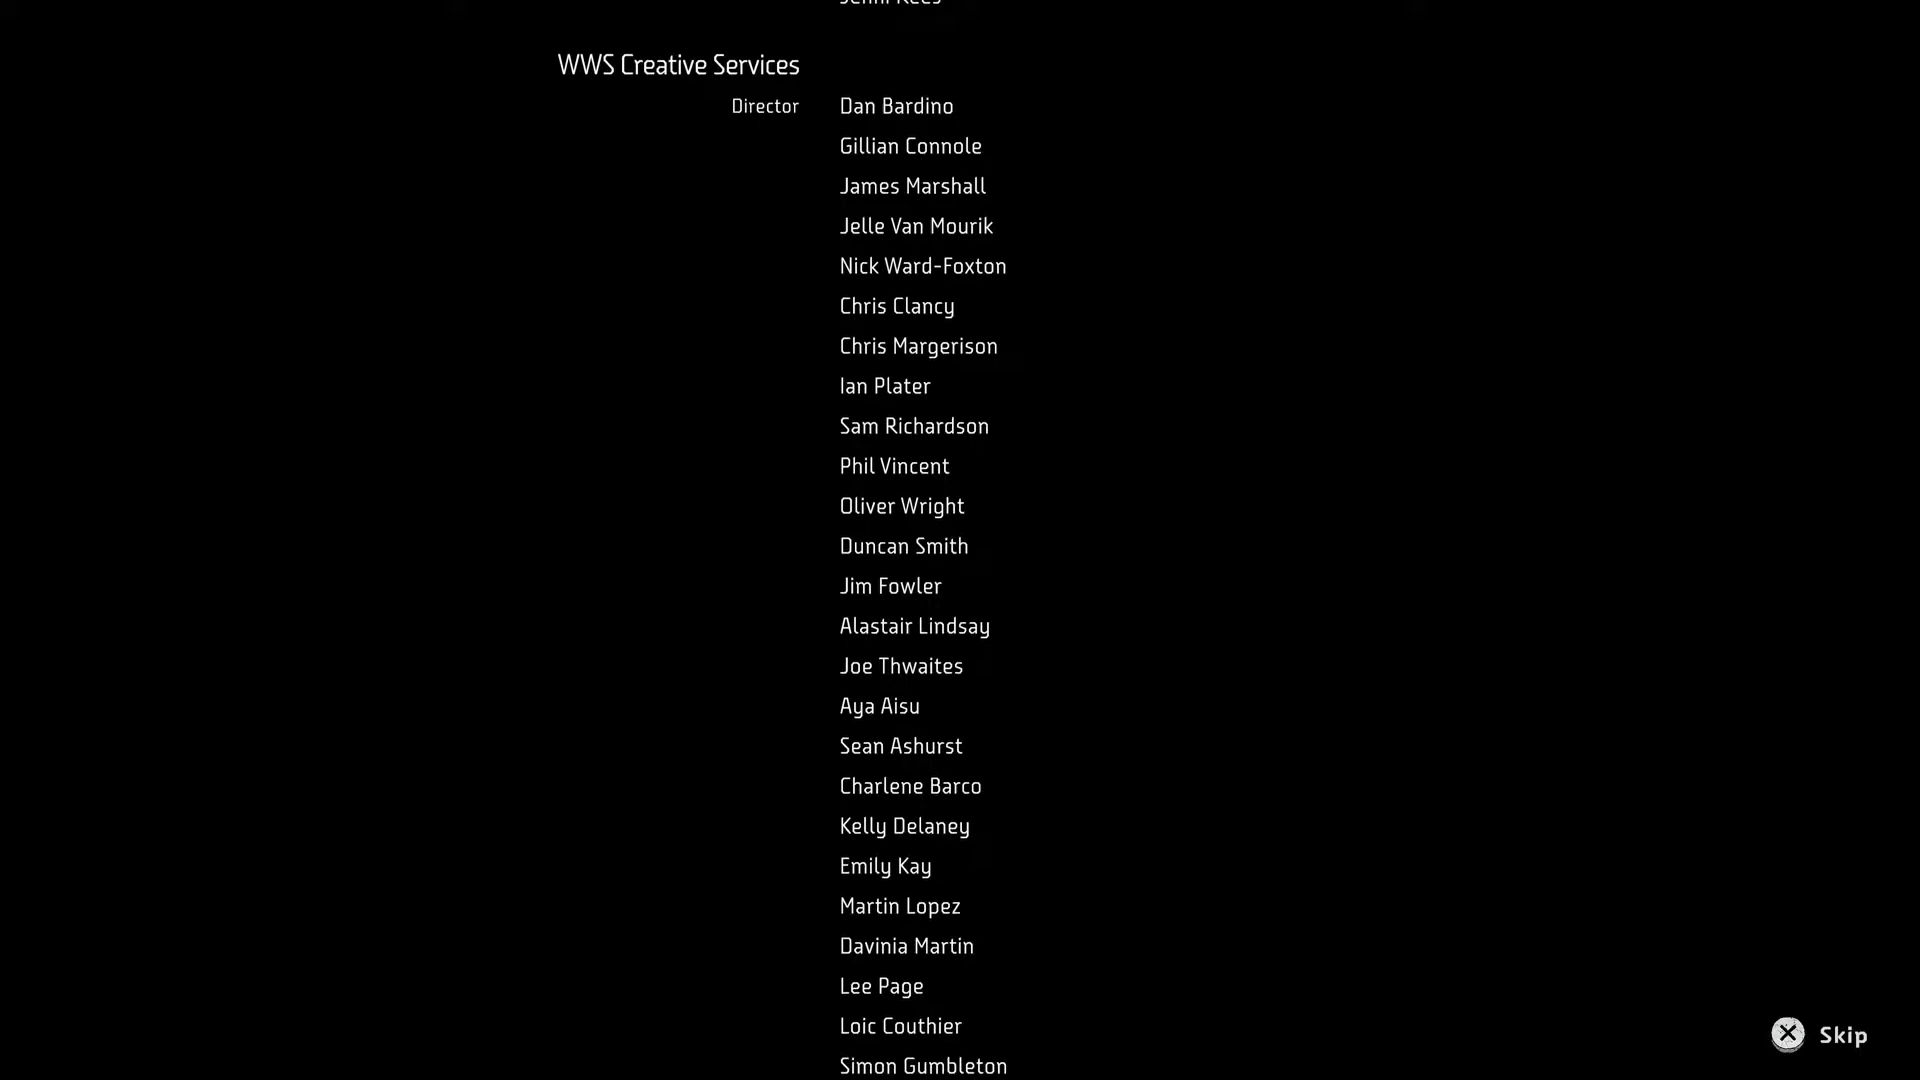 WWS Creative Services
Director Dan Bardino
Gillian Connole
James Marshall
Jelle Van Mourik
Nick Ward-Foxton
Chris Clancy
Chris Margerison
Ian Plater
Sam Richardson
Phil Vincent
Oliver Wright
Duncan Smith
Jim Fowler
Alastair Lindsay
Joe Thwaites
Aya Aisu
Sean Ashurst
Charlene Barco
Kelly Delaney
Emily Kay
Martin Lopez
Davinia Martin
Lee Page
Loic Couthier
Simon Gumbleton
Skip